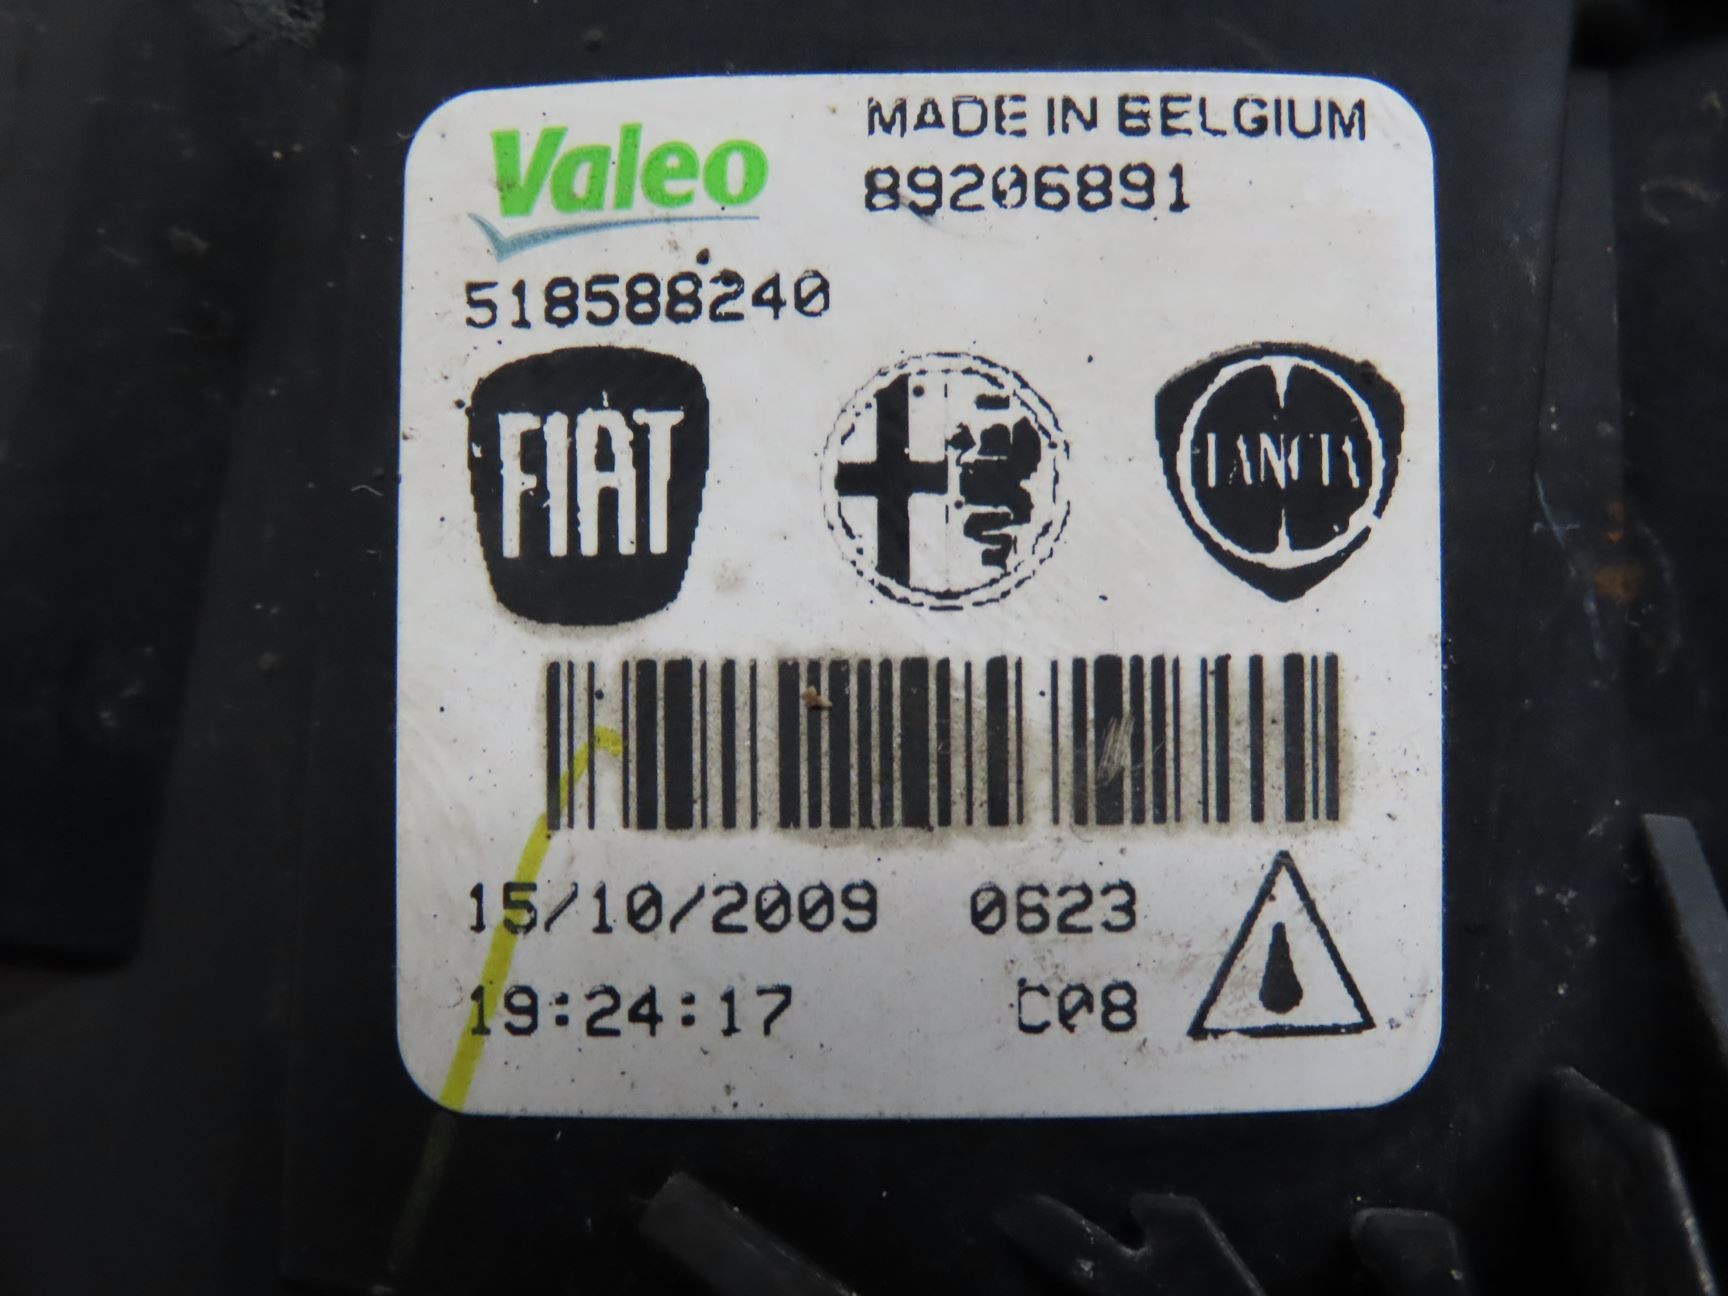 Valeo
MADE IN BELGIUM
89206891
518588240
FIAT
LANCIA
15/10/2009 0623
19:24:17 C08